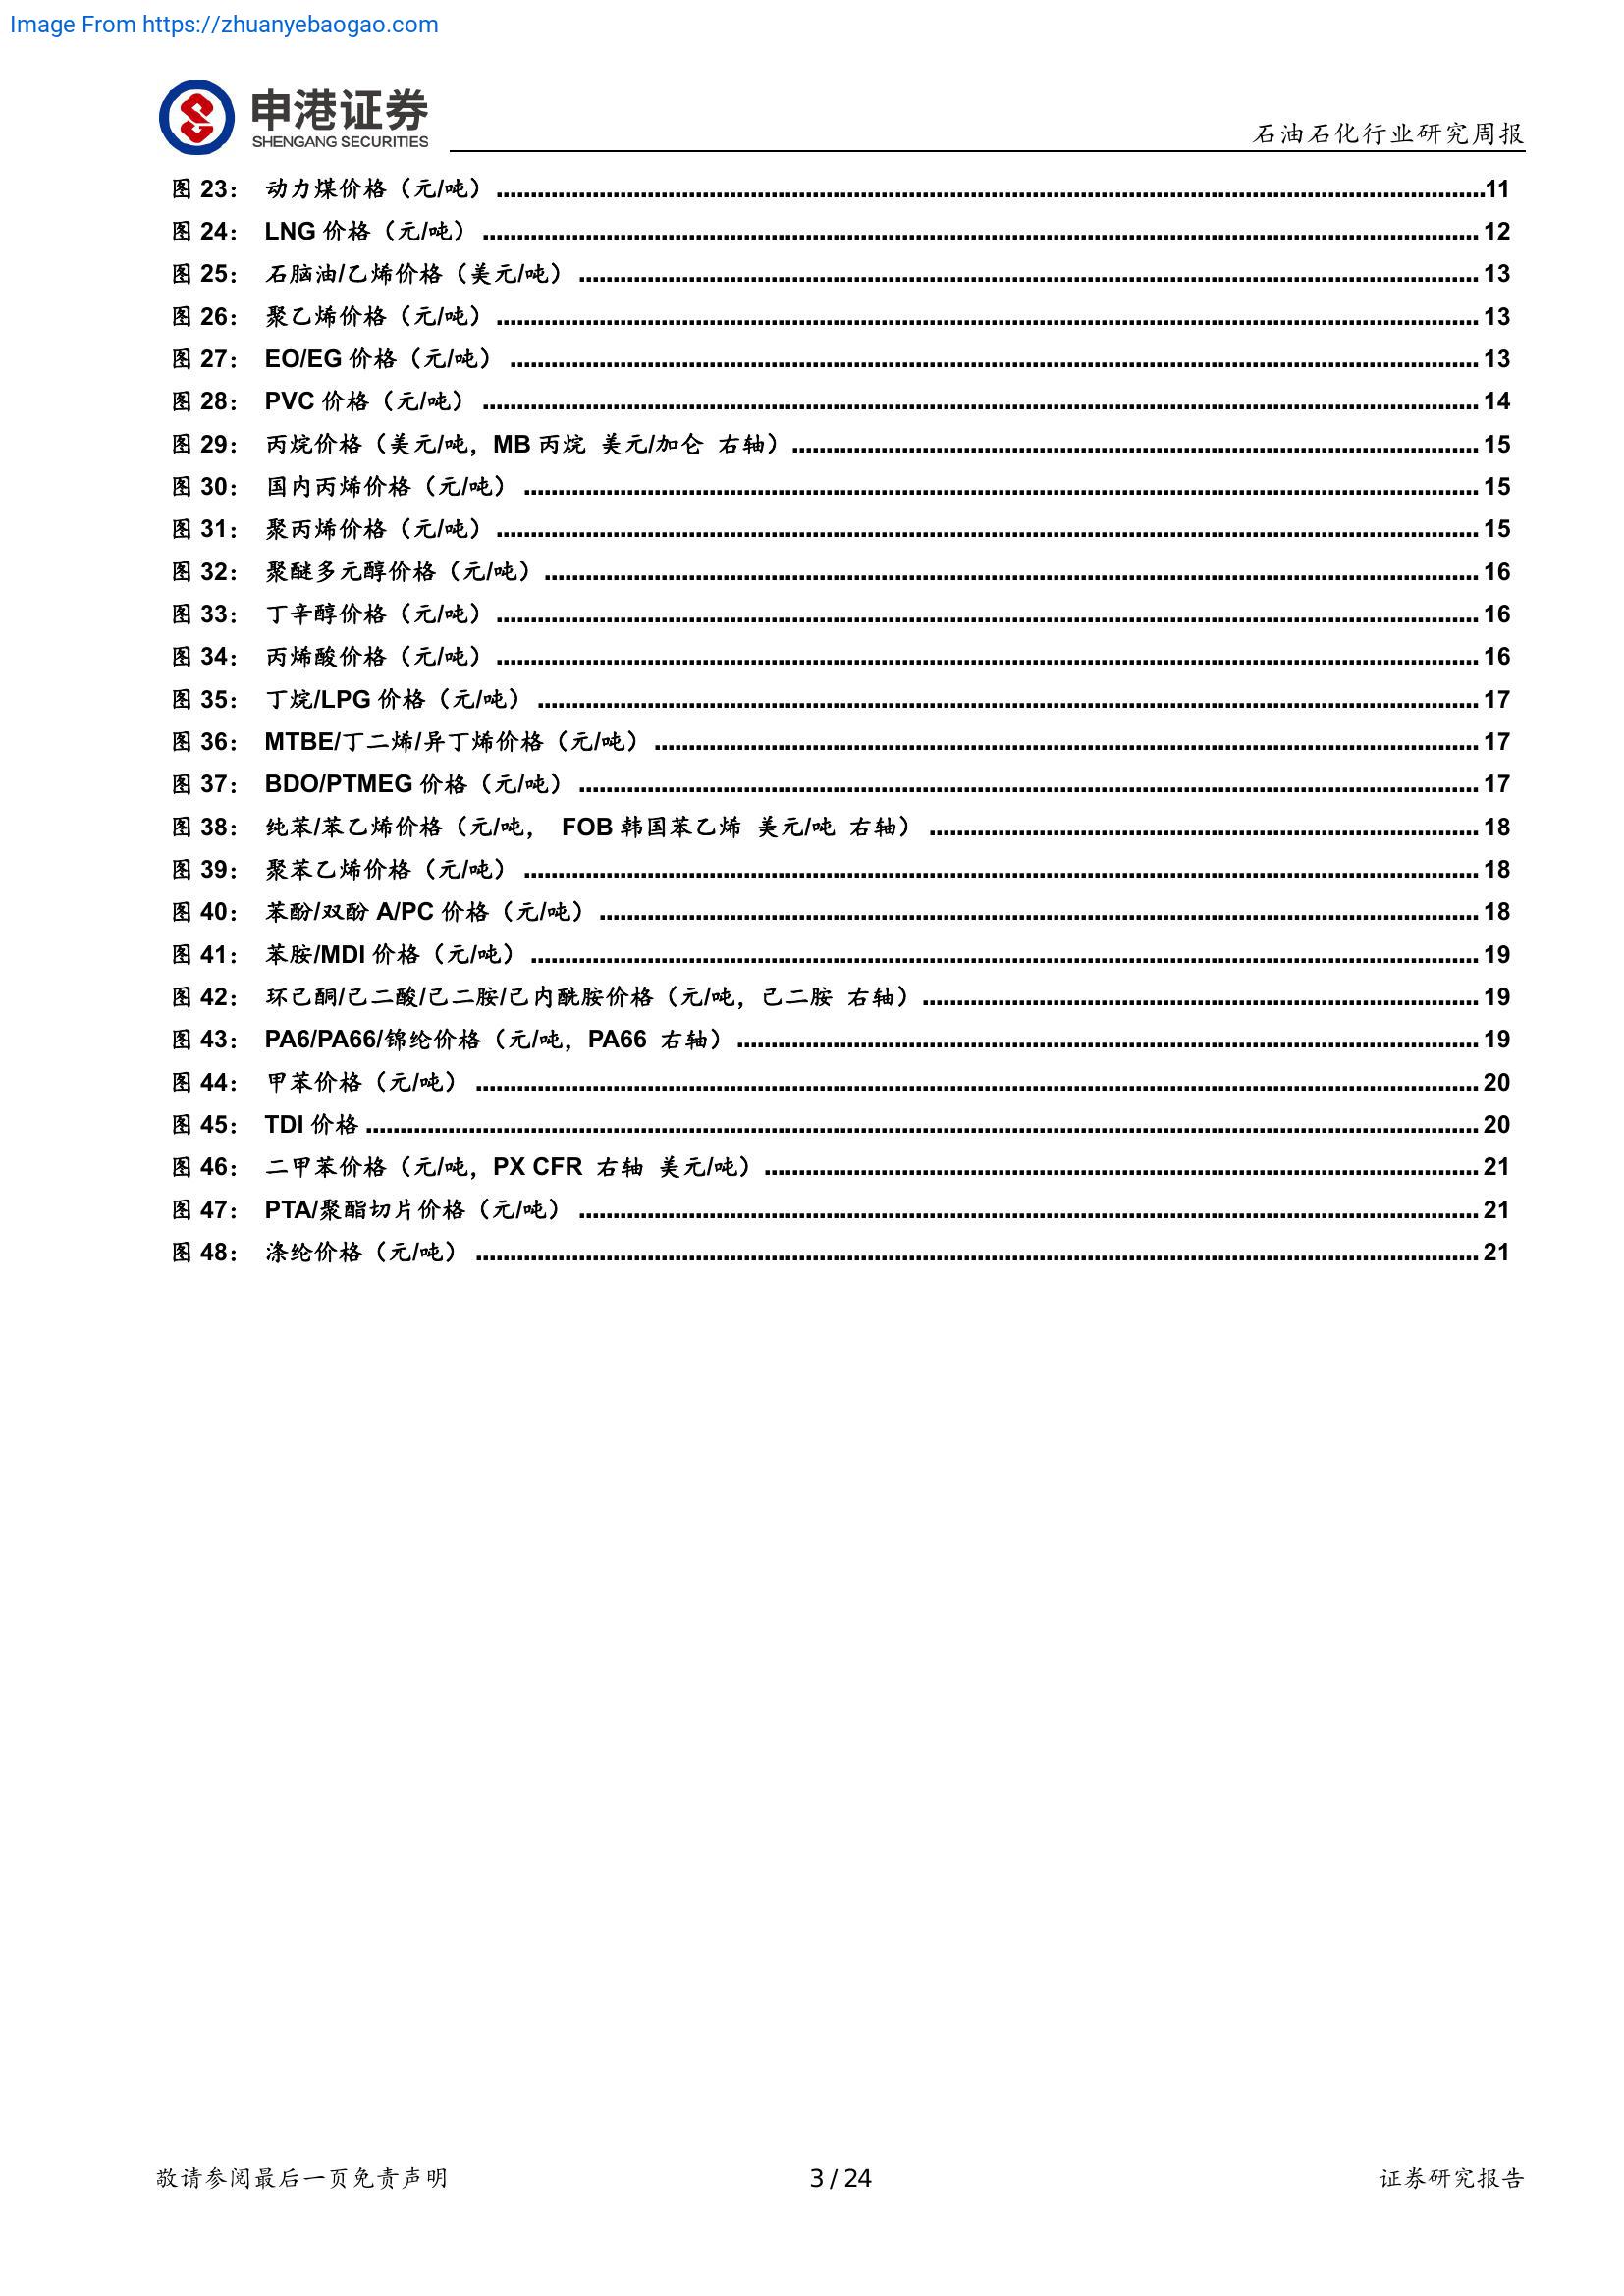 Image From https://zhuanyebaogao.com
申港证券
SHENGANG SECURITIES
石油石化行业研究周报
图 23： 动力煤价格（元/吨） ........ 11
图 24： LNG 价格（元/吨） ........ 12
图 25： 石脑油/乙烯价格（美元/吨） ........ 13
图 26： 聚乙烯价格（元/吨） ........ 13
图 27： EO/EG 价格（元/吨） ........ 13
图 28： PVC 价格（元/吨） ........ 14
图 29： 丙烷价格（美元/吨，MB 丙烷 美元/加仑 右轴） ........ 15
图 30： 国内丙烯价格（元/吨） ........ 15
图 31： 聚丙烯价格（元/吨） ........ 15
图 32： 聚醚多元醇价格（元/吨） ........ 16
图 33： 丁辛醇价格（元/吨） ........ 16
图 34： 丙烯酸价格（元/吨） ........ 16
图 35： 丁烷/LPG 价格（元/吨） ........ 17
图 36： MTBE/丁二烯/异丁烯价格（元/吨） ........ 17
图 37： BDO/PTMEG 价格（元/吨） ........ 17
图 38： 纯苯/苯乙烯价格（元/吨， FOB 韩国苯乙烯 美元/吨 右轴） ........ 18
图 39： 聚苯乙烯价格（元/吨） ........ 18
图 40： 苯酚/双酚 A/PC 价格（元/吨） ........ 18
图 41： 苯胺/MDI 价格（元/吨） ........ 19
图 42： 环己酮/己二酸/己二胺/己内酰胺价格（元/吨，己二胺 右轴） ........ 19
图 43： PA6/PA66/锦纶价格（元/吨，PA66 右轴） ........ 19
图 44： 甲苯价格（元/吨） ........ 20
图 45： TDI 价格 ........ 20
图 46： 二甲苯价格（元/吨，PX CFR 右轴 美元/吨） ........ 21
图 47： PTA/聚酯切片价格（元/吨） ........ 21
图 48： 涤纶价格（元/吨） ........ 21
敬请参阅最后一页免责声明
3 / 24
证券研究报告